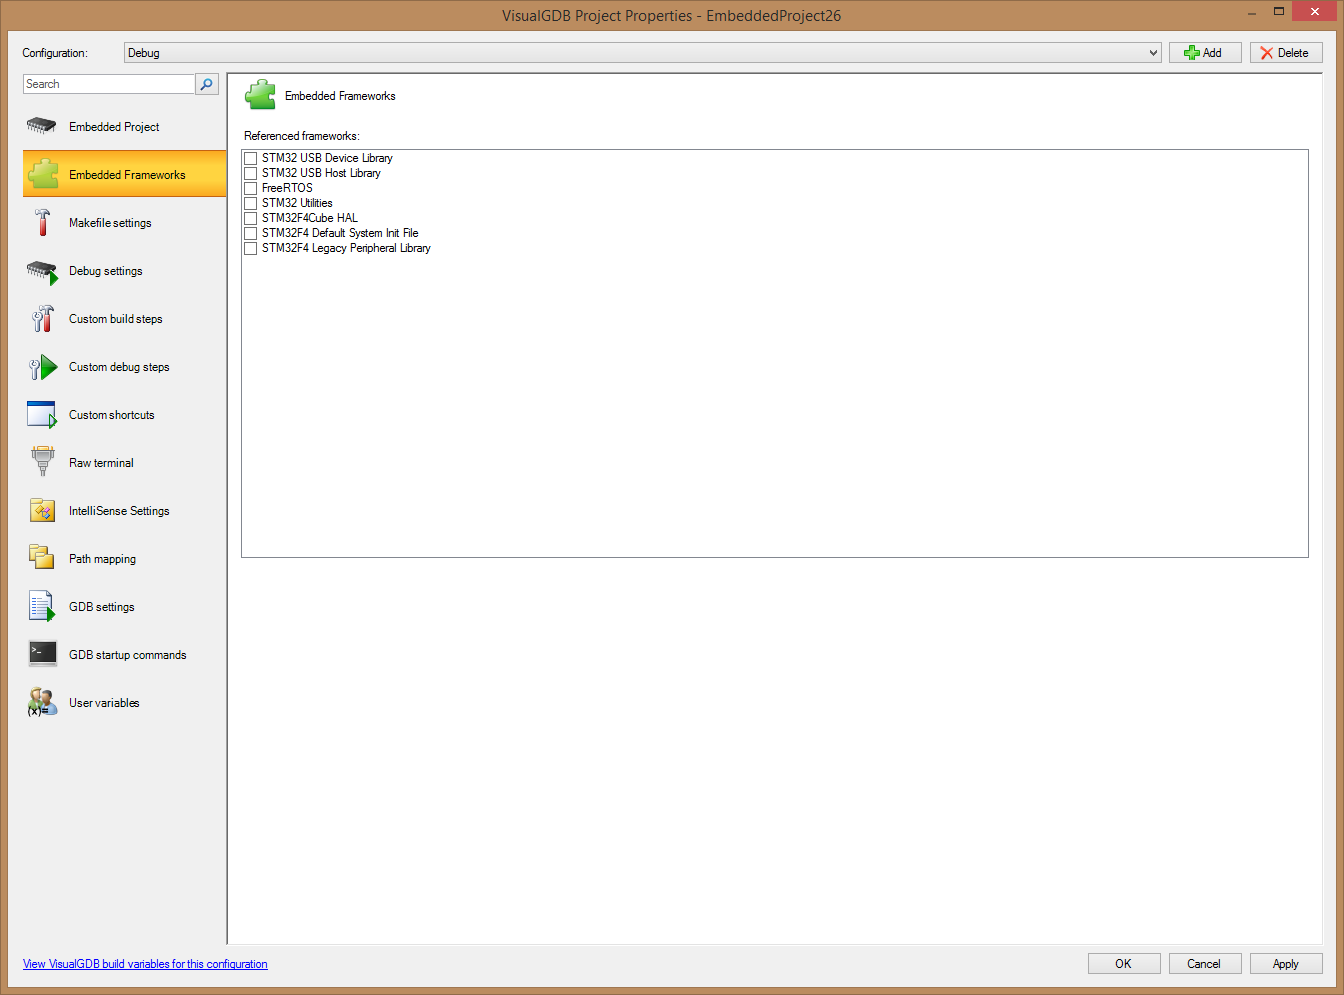 VisualGDB Project Properties - EmbeddedProject26
Configuration:
Debug
Add
Delete
Search
Embedded Project
Embedded Frameworks
Makefile settings
Debug settings
Custom build steps
Custom debug steps
Custom shortcuts
Raw terminal
IntelliSense Settings
Path mapping
GDB settings
GDB startup commands
User variables
Embedded Frameworks
Referenced frameworks:
STM32 USB Device Library
STM32 USB Host Library
FreeRTOS
STM32 Utilities
STM32F4Cube HAL
STM32F4 Default System Init File
STM32F4 Legacy Peripheral Library
View VisualGDB build variables for this configuration
OK
Cancel
Apply